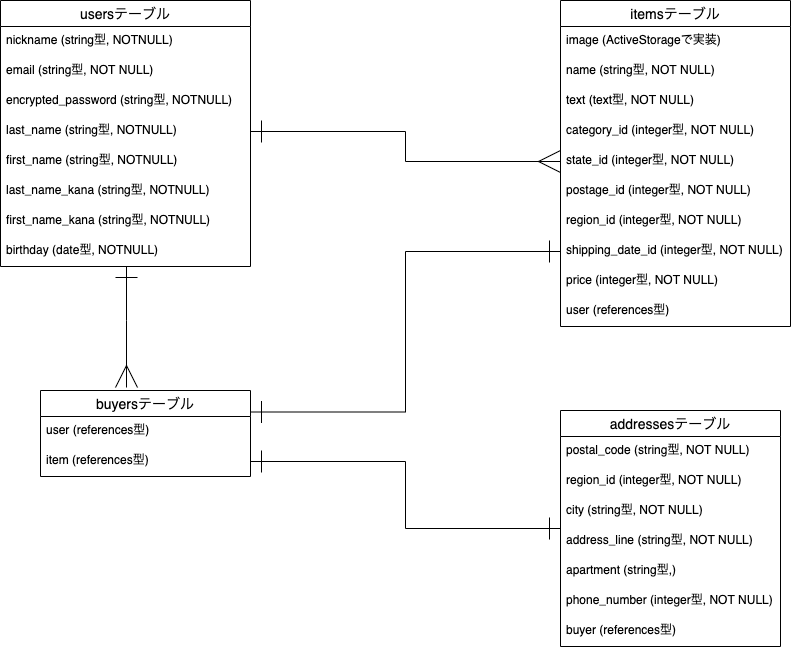 usersテーブル
nickname (string型, NOTNULL)
email (string型, NOT NULL)
encrypted_password (string型, NOTNULL)
last_name (string型, NOTNULL)
first_name (string型, NOTNULL)
last_name_kana (string型, NOTNULL)
first_name_kana (string型, NOTNULL)
birthday (date型, NOTNULL)
itemsテーブル
image (ActiveStorageで実装)
name (string型, NOT NULL)
text (text型, NOT NULL)
category_id (integer型, NOT NULL)
state_id (integer型, NOT NULL)
postage_id (integer型, NOT NULL)
region_id (integer型, NOT NULL)
shipping_date_id (integer型, NOT NULL)
price (integer型, NOT NULL)
user (references型)
buyersテーブル
user (references型)
item (references型)
addressesテーブル
postal_code (string型, NOT NULL)
region_id (integer型, NOT NULL)
city (string型, NOT NULL)
address_line (string型, NOT NULL)
apartment (string型,)
phone_number (integer型, NOT NULL)
buyer (references型)